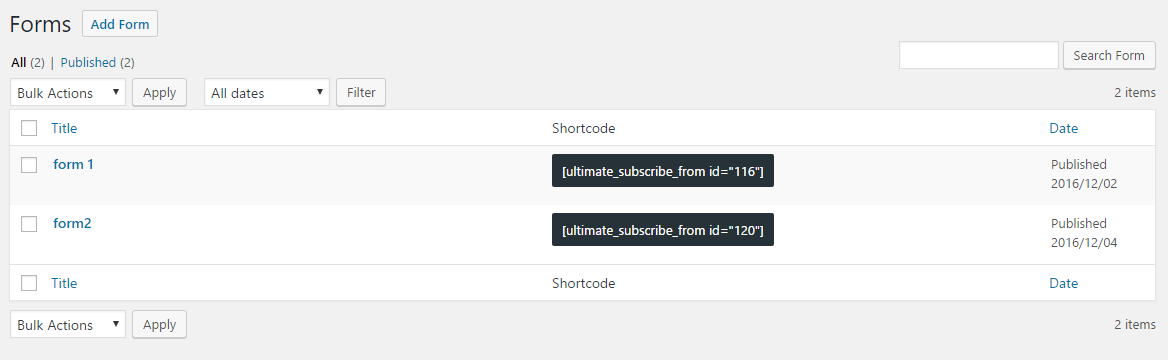 Forms Add Form
All (2) | Published (2) Search Form
Bulk Actions Apply All dates Filter 2 items
Title Shortcode Date
form 1 [ultimate_subscribe_from id="116"] Published
2016/12/02
form2 [ultimate_subscribe_from id="120"] Published
2016/12/04
Title Shortcode Date
Bulk Actions Apply 2 items